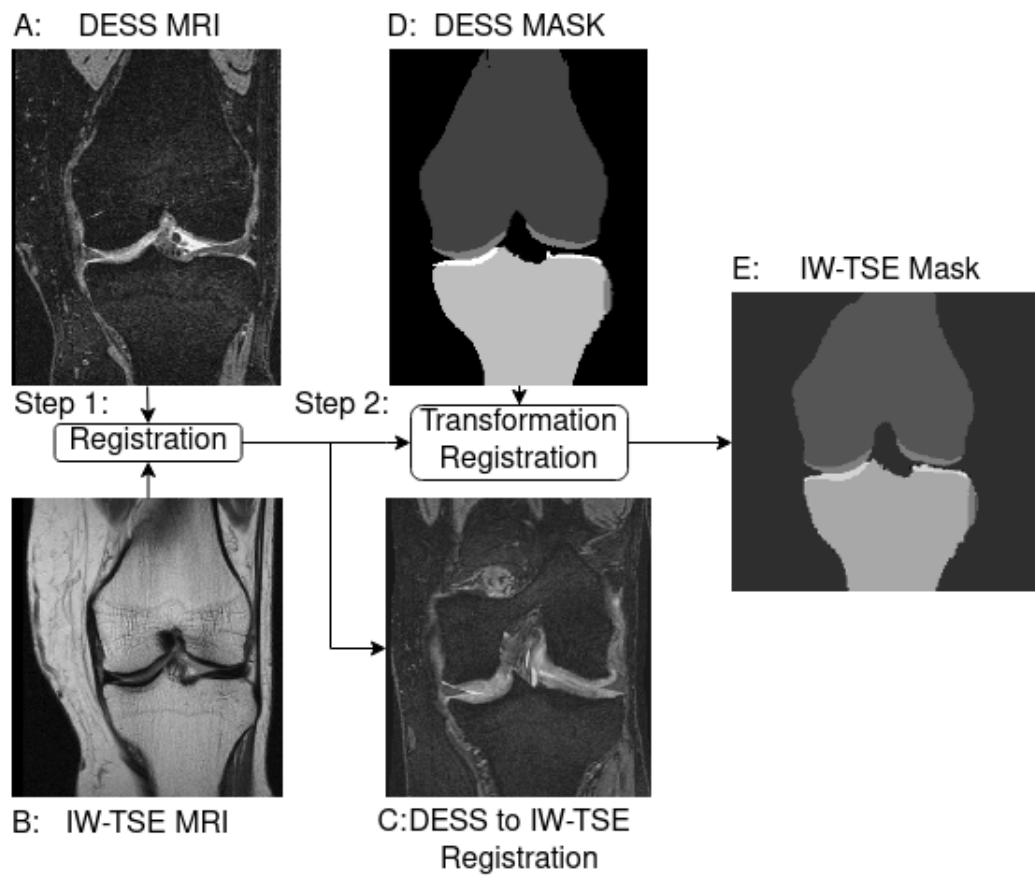 A: DESS MRI
D: DESS MASK
E: IW-TSE Mask
Step 1:
Registration
Step 2:
Transformation
Registration
B: IW-TSE MRI
C:DESS to IW-TSE
Registration